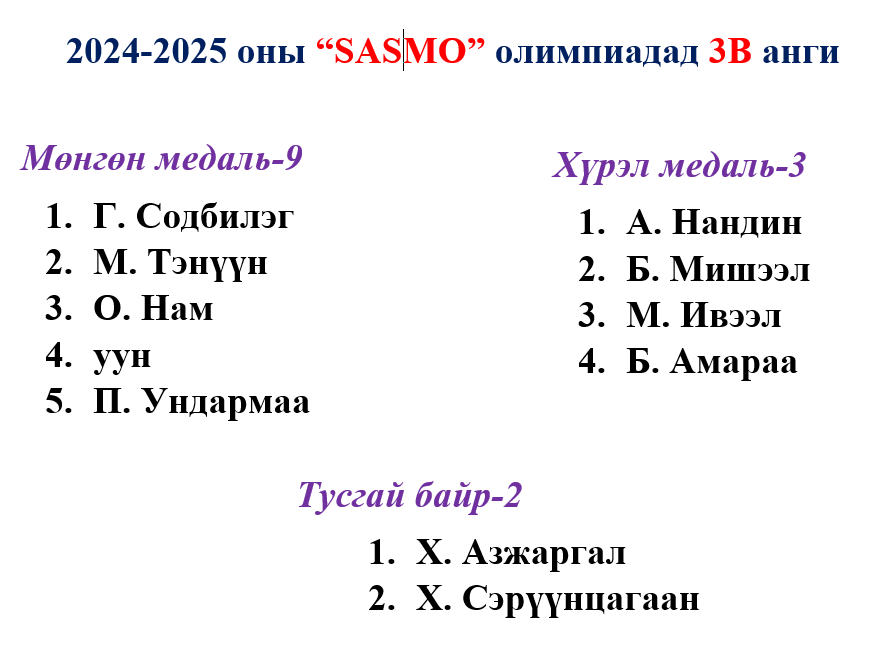 2024-2025 оны “SASMO” олимпиадад 3В анги
Мөнгөн медаль-9
1. Г. Содбилэг
2. М. Тэнүүн
3. О. Нам
4. уун
5. П. Ундармаа
Хүрэл медаль-3
1. А. Нандин
2. Б. Мишээл
3. М. Ивээл
4. Б. Амараа
Тусгай байр-2
1. Х. Азжаргал
2. Х. Сэрүүнцагаан